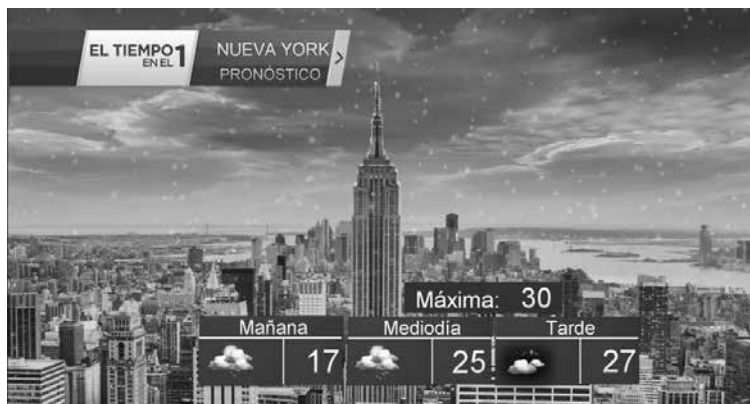 EL TIEMPO
EN EL 1
NUEVA YORK
PRONÓSTICO
Máxima: 30
Mañana
Mediodía
Tarde
17
25
27